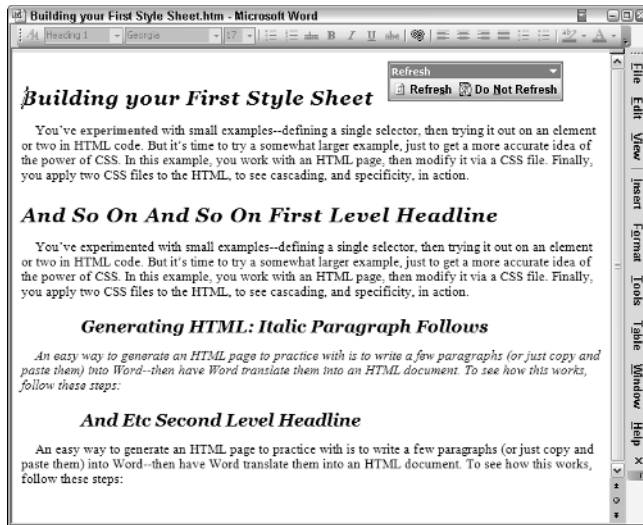 Building your First Style Sheet.htm - Microsoft Word
Heading 1 Georgia 17 B I U abc
Refresh
Refresh Do Not Refresh
Building your First Style Sheet
You've experimented with small examples--defining a single selector, then trying it out on an element
or two in HTML code. But it's time to try a somewhat larger example, just to get a more accurate idea of
the power of CSS. In this example, you work with an HTML page, then modify it via a CSS file. Finally,
you apply two CSS files to the HTML, to see cascading, and specificity, in action.
And So On And So On First Level Headline
You've experimented with small examples--defining a single selector, then trying it out on an element
or two in HTML code. But it's time to try a somewhat larger example, just to get a more accurate idea of
the power of CSS. In this example, you work with an HTML page, then modify it via a CSS file. Finally,
you apply two CSS files to the HTML, to see cascading, and specificity, in action.
Generating HTML: Italic Paragraph Follows
An easy way to generate an HTML page to practice with is to write a few paragraphs (or just copy and
paste them) into Word--then have Word translate them into an HTML document. To see how this works,
follow these steps:
And Etc Second Level Headline
An easy way to generate an HTML page to practice with is to write a few paragraphs (or just copy and
paste them) into Word--then have Word translate them into an HTML document. To see how this works,
follow these steps:
File Edit View Insert Format Tools Table Window Help